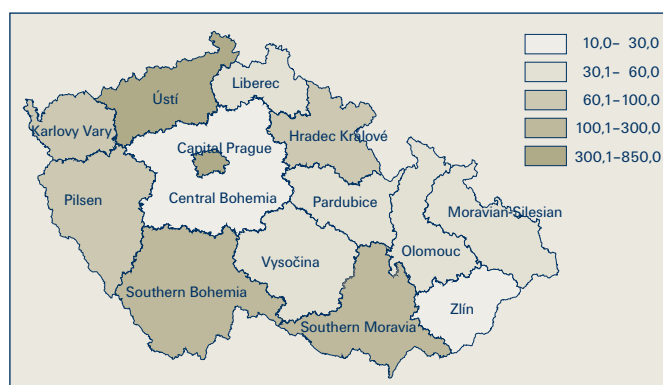 10,0– 30,0
30,1– 60,0
60,1–100,0
100,1–300,0
300,1–850,0
Liberec
Ústí
Karlovy Vary
Hradec Králové
Capital Prague
Central Bohemia
Pilsen
Pardubice
Moravian-Silesian
Olomouc
Vysočina
Southern Bohemia
Zlín
Southern Moravia